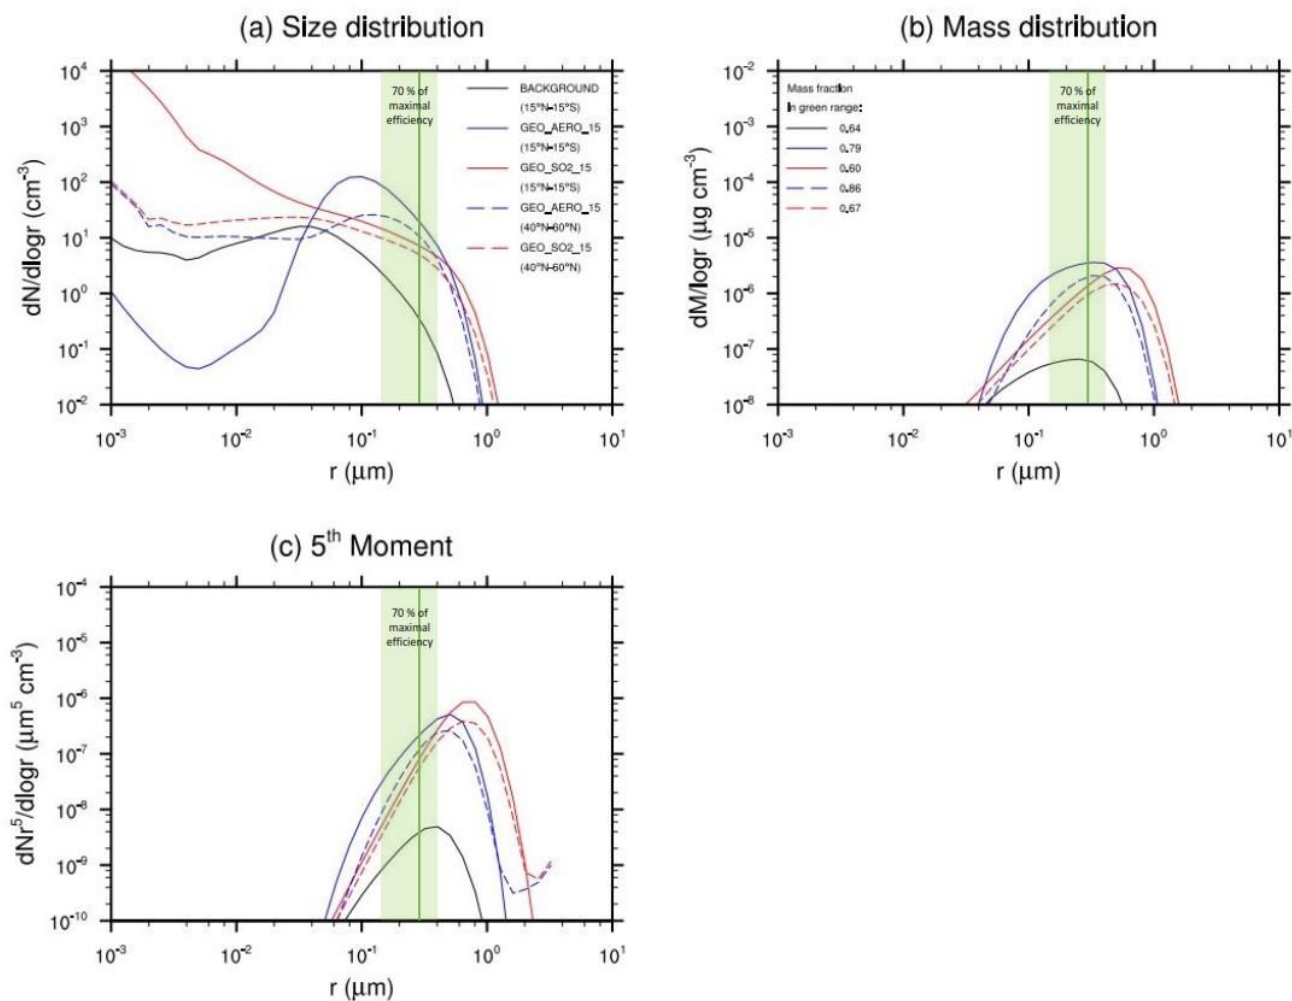 (a) Size distribution
10⁴
10³
10²
10¹
10⁰
10⁻¹
10⁻²
dN/dlogr (cm⁻³)
70 % of
maximal
efficiency
BACKGROUND
(15°N-15°S)
GEO_AERO_15
(15°N-15°S)
GEO_SO2_15
(15°N-15°S)
GEO_AERO_15
(40°N-60°N)
GEO_SO2_15
(40°N-60°N)
10⁻³ 10⁻² 10⁻¹ 10⁰ 10¹
r (μm)
(b) Mass distribution
10⁻²
10⁻³
10⁻⁴
10⁻⁵
10⁻⁶
10⁻⁷
10⁻⁸
dM/logr (μg cm⁻³)
Mass fraction
In green range:
0.64
0.79
0.60
0.86
0.67
70 % of
maximal
efficiency
10⁻³ 10⁻² 10⁻¹ 10⁰ 10¹
r (μm)
(c) 5ᵗʰ Moment
10⁻⁴
10⁻⁵
10⁻⁶
10⁻⁷
10⁻⁸
10⁻⁹
10⁻¹⁰
dNr⁵/dlogr (μm⁵ cm⁻³)
70 % of
maximal
efficiency
10⁻³ 10⁻² 10⁻¹ 10⁰ 10¹
r (μm)